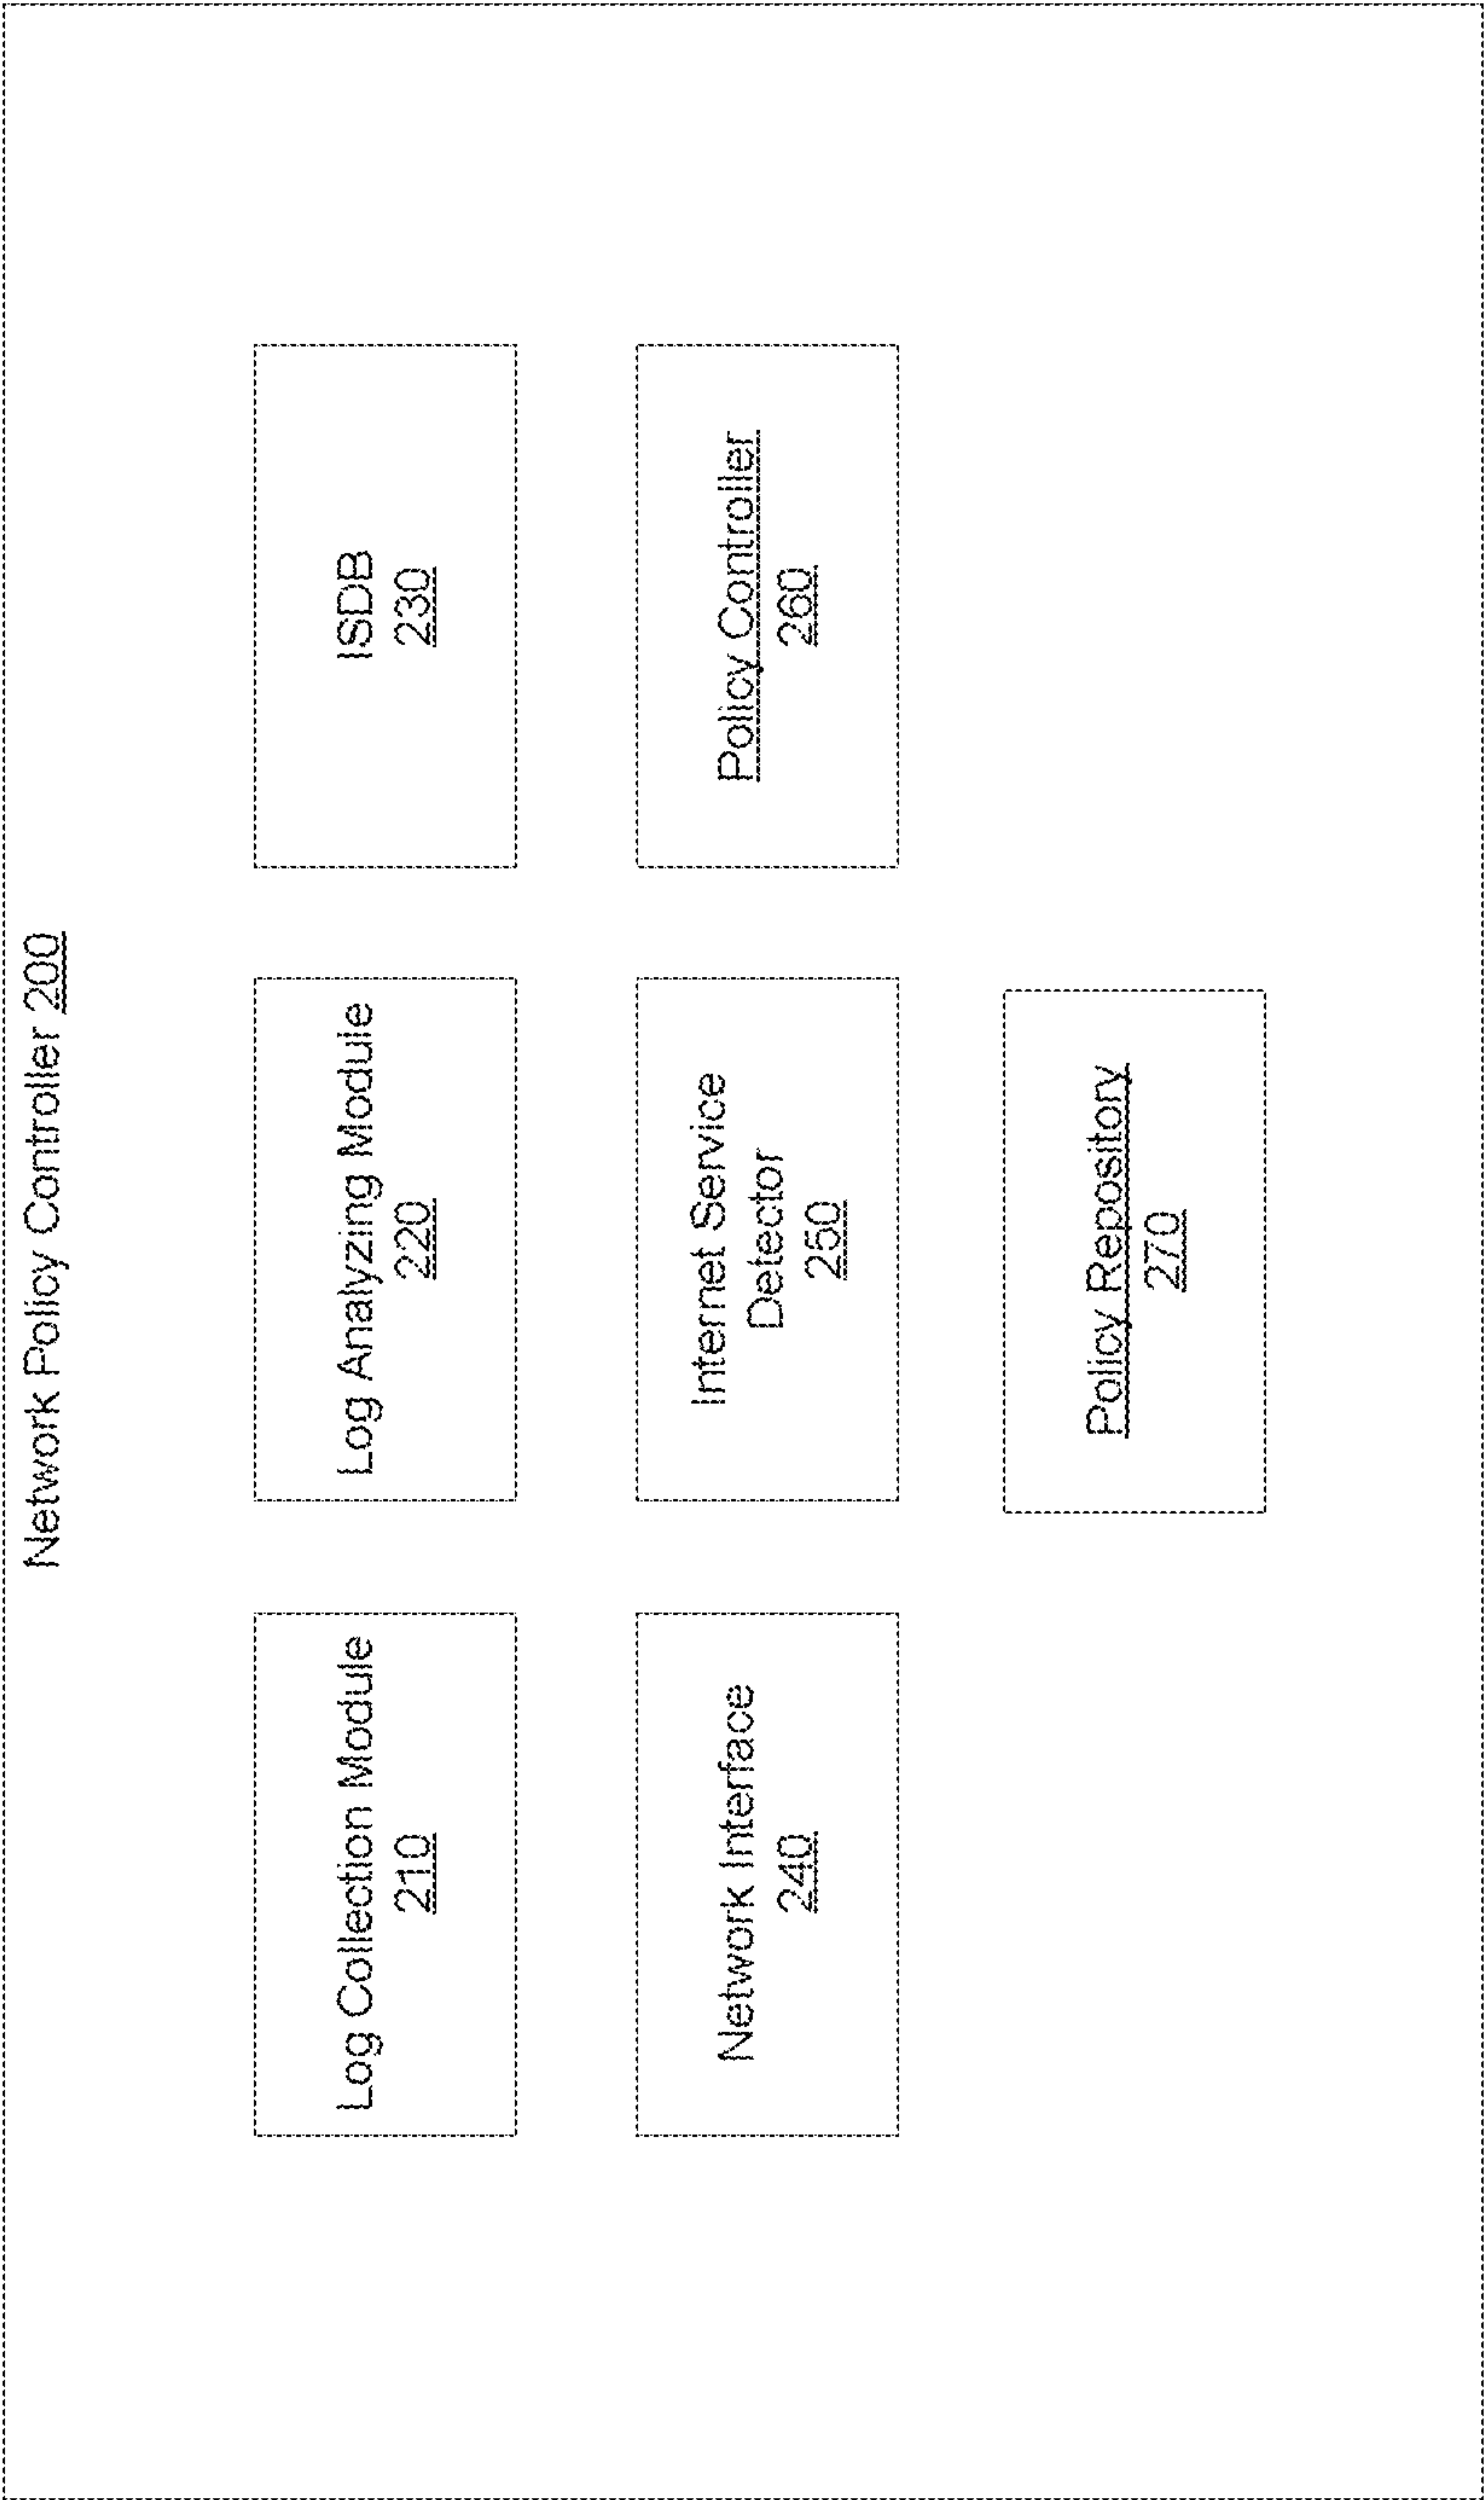 Network Policy Controller 200
Log Collection Module
210
Log Analyzing Module
220
ISDB
230
Network Interface
240
Internet Service
Detector
250
Policy Controller
260
Policy Repository
270